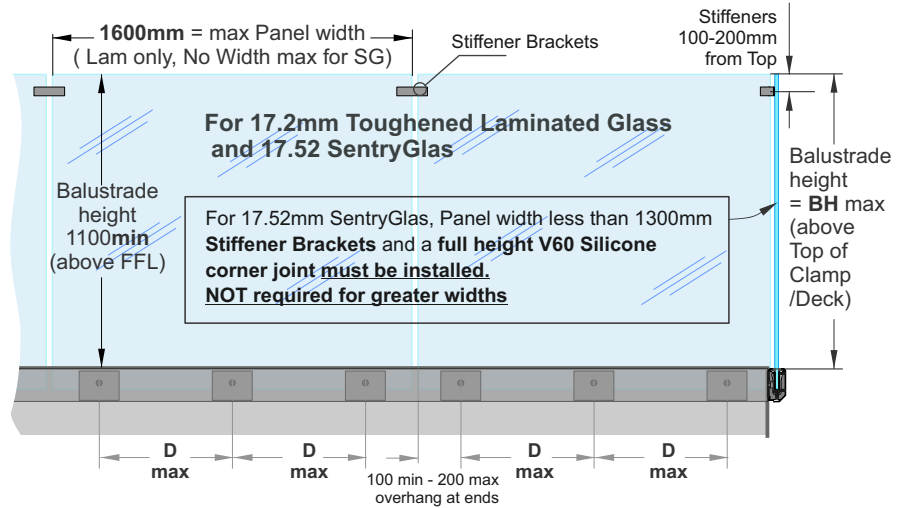 1600mm = max Panel width
( Lam only, No Width max for SG)
Stiffener Brackets
Stiffeners
100-200mm
from Top
For 17.2mm Toughened Laminated Glass
and 17.52 SentryGlas
Balustrade
height
1100min
(above FFL)
For 17.52mm SentryGlas, Panel width less than 1300mm
Stiffener Brackets and a full height V60 Silicone
corner joint must be installed.
NOT required for greater widths
Balustrade
height
= BH max
(above
Top of
Clamp
/Deck)
D
max
D
max
100 min - 200 max
overhang at ends
D
max
D
max